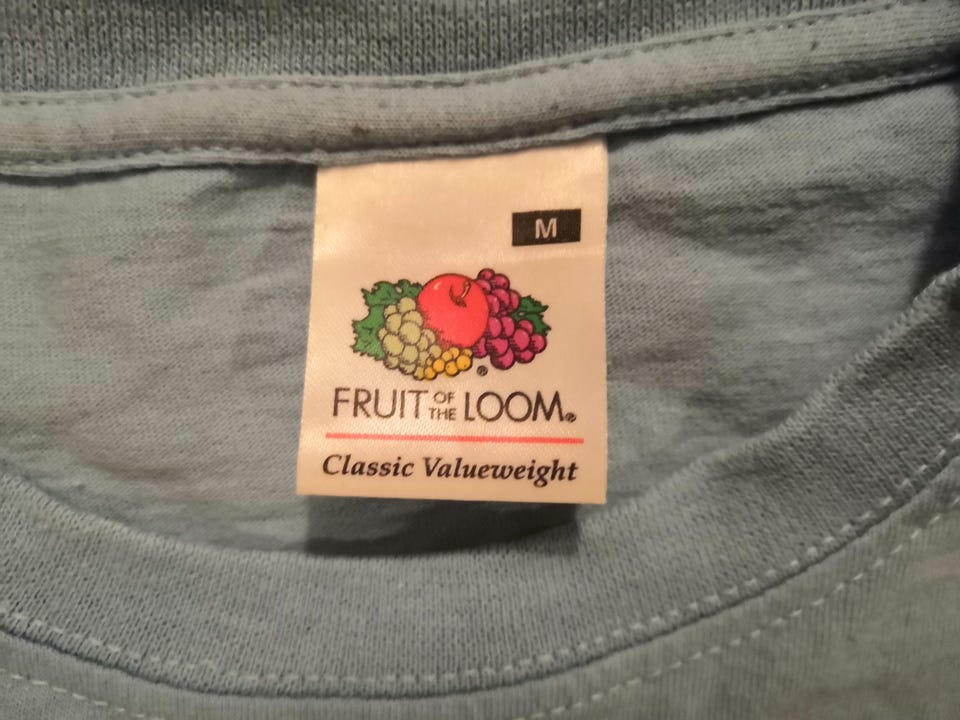 M
®
FRUIT OF THE LOOM®
Classic Valueweight